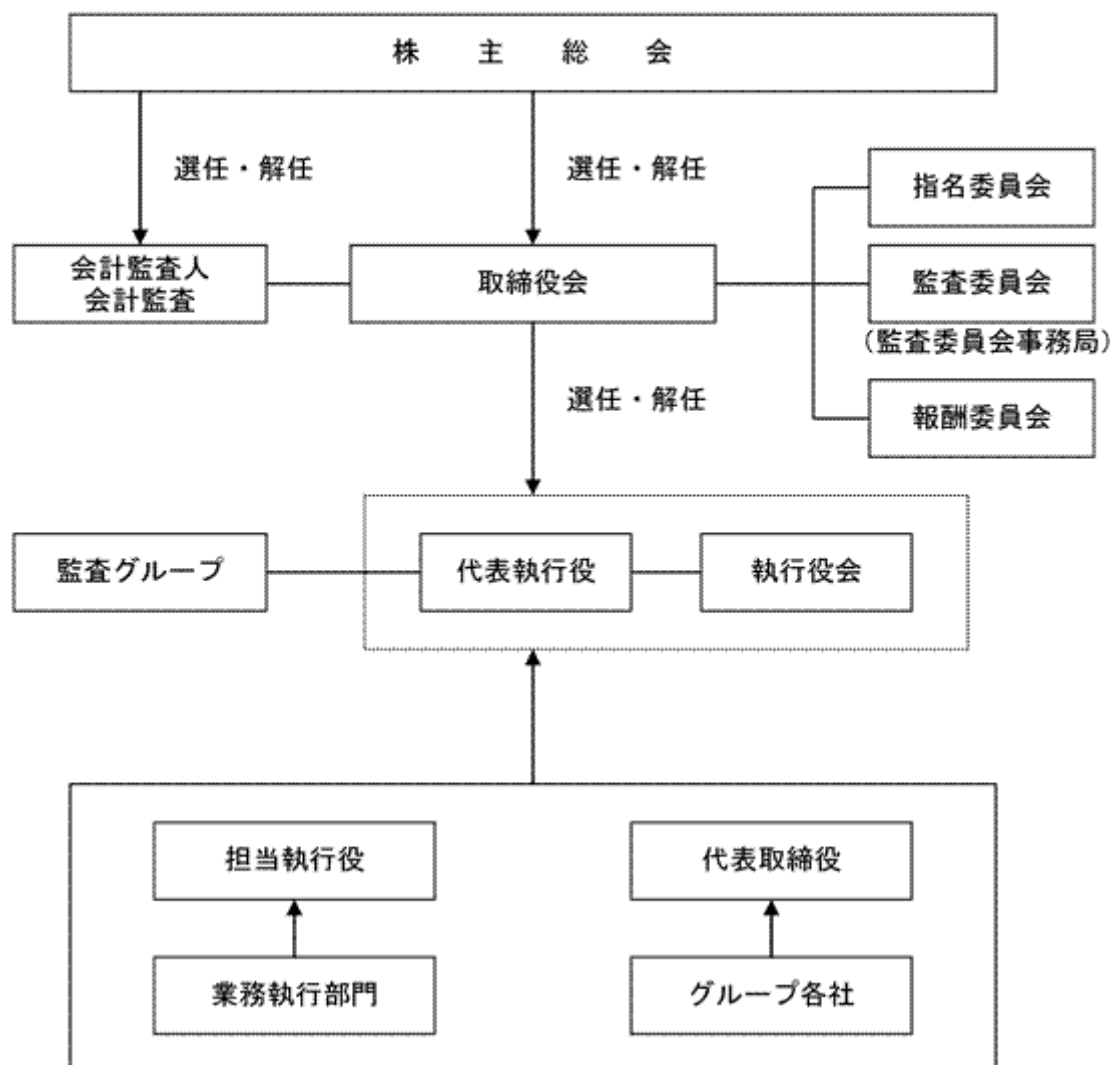 株主総会
選任・解任
選任・解任
指名委員会
会計監査人
会計監査
取締役会
監査委員会
（監査委員会事務局）
選任・解任
報酬委員会
監査グループ
代表執行役
執行役会
担当執行役
代表取締役
業務執行部門
グループ各社